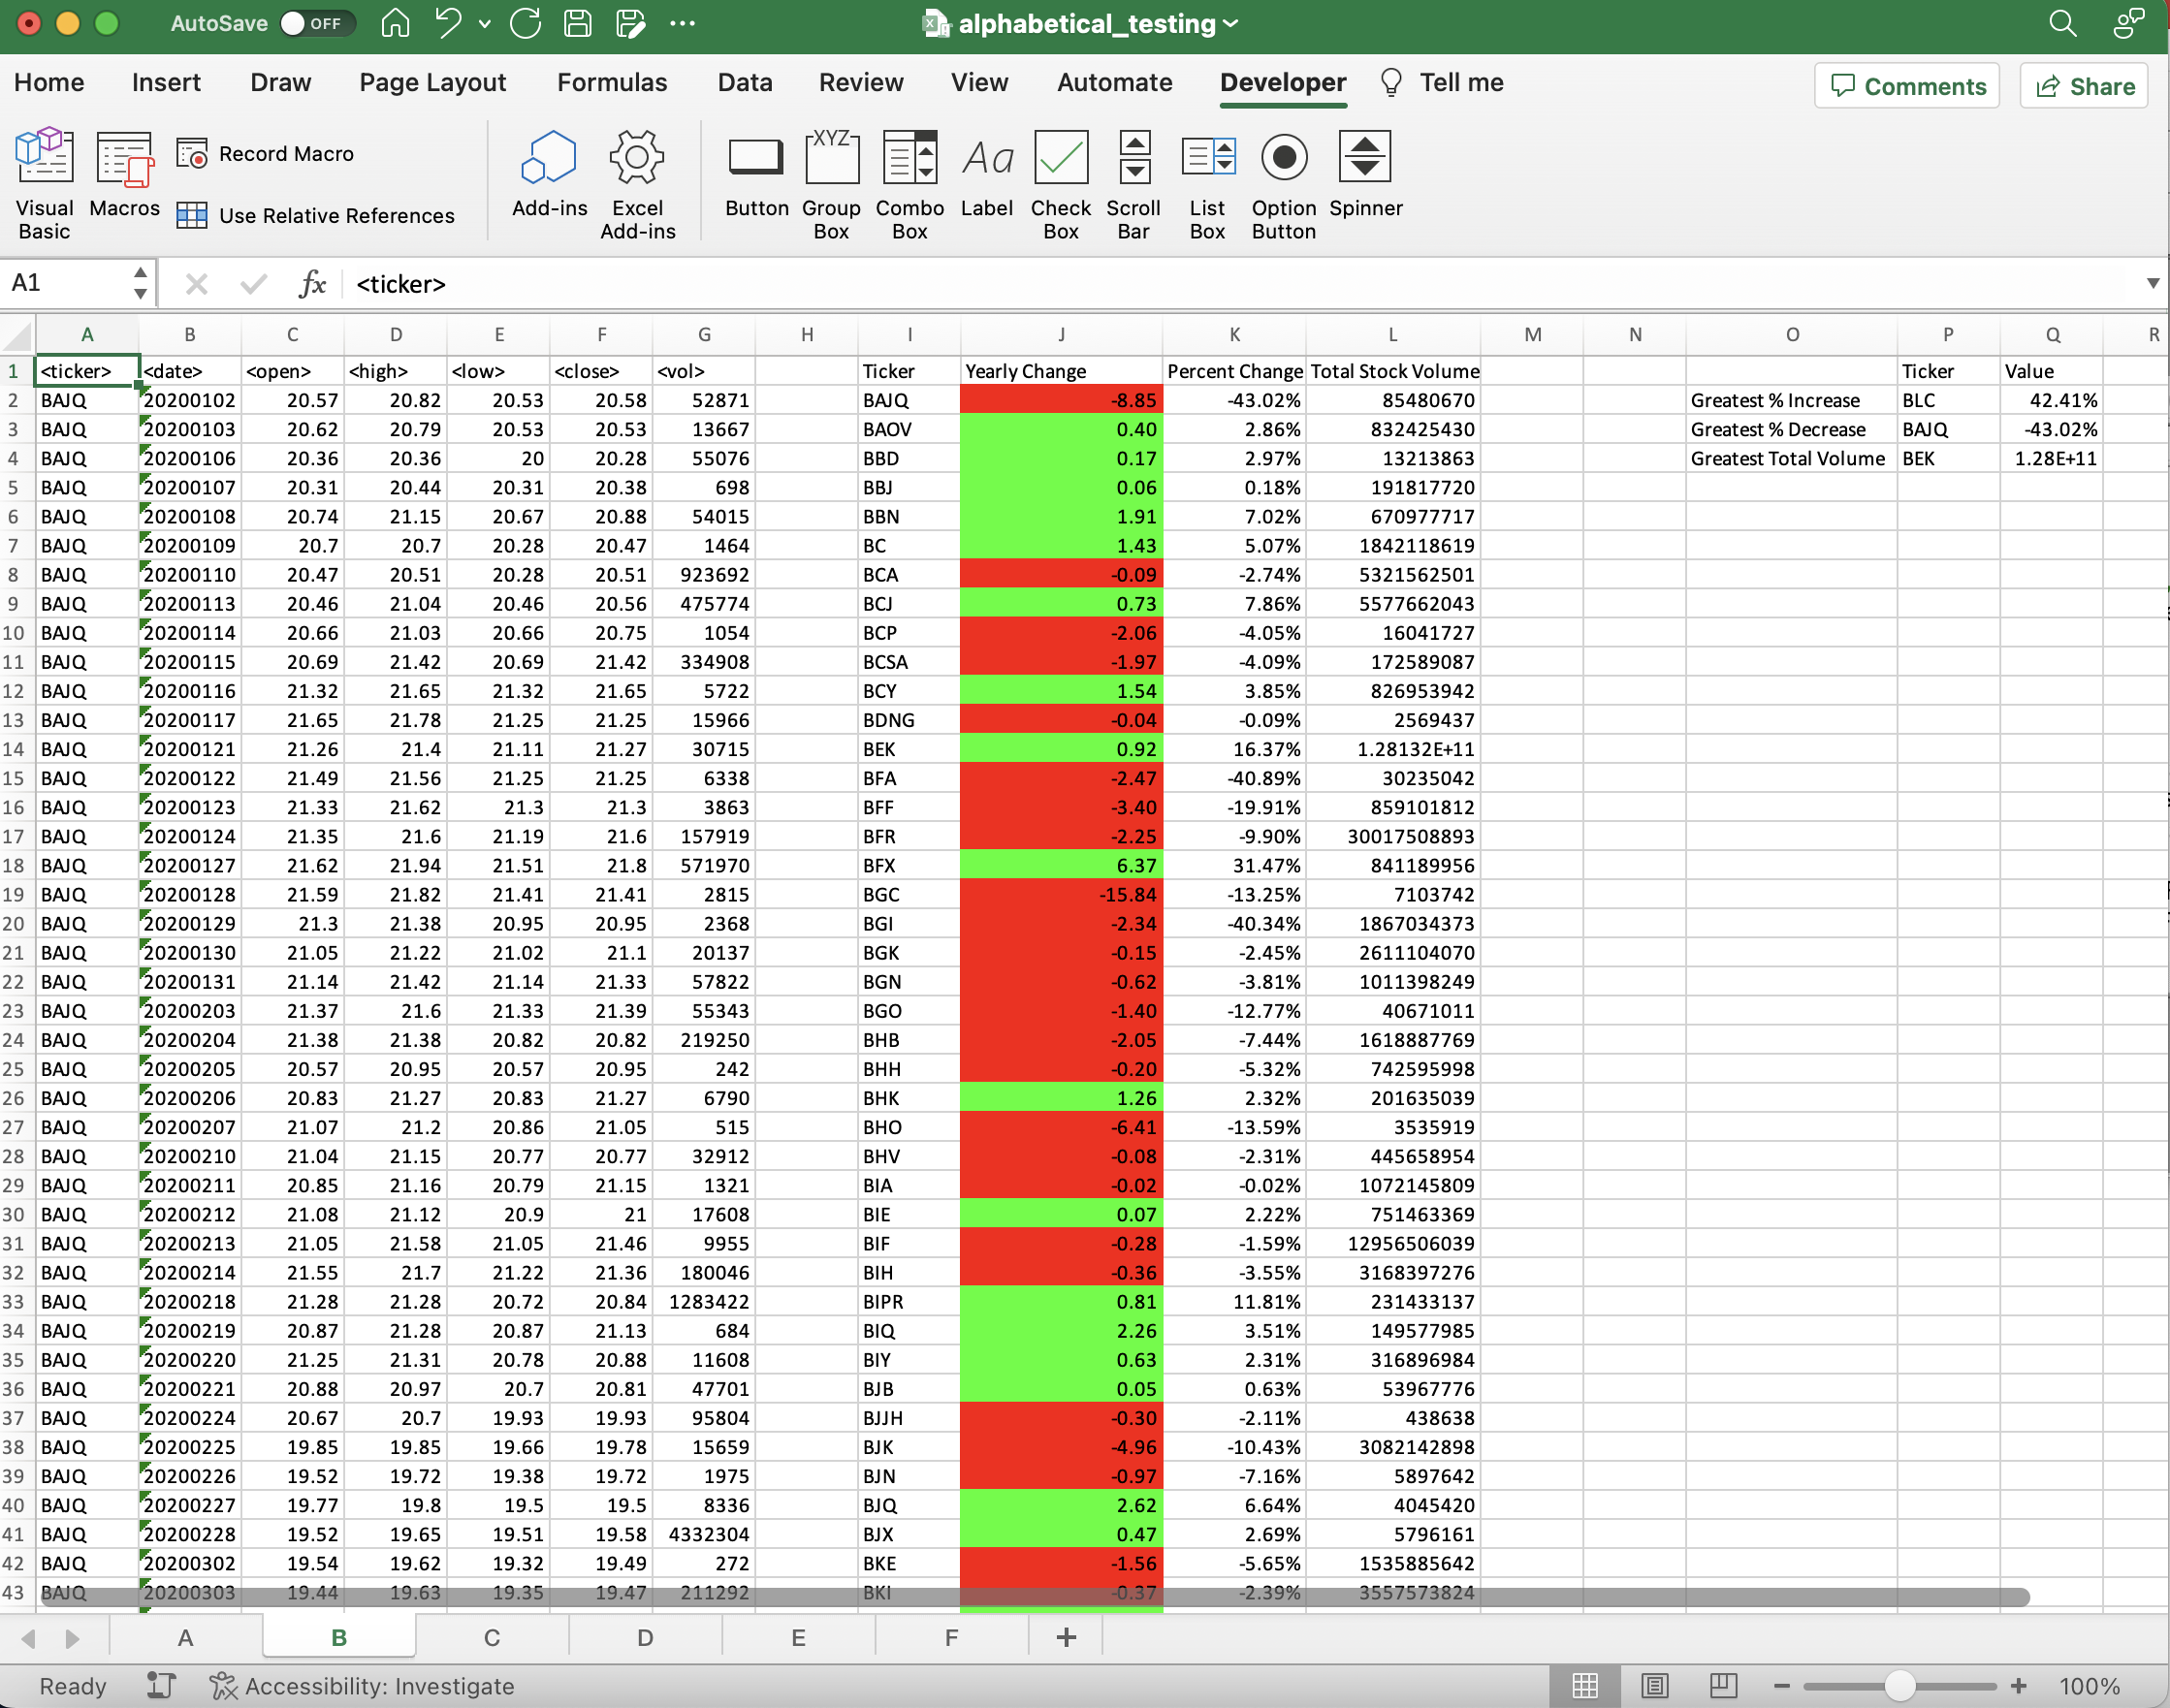 AutoSave OFF alphabetical_testing
Home Insert Draw Page Layout Formulas Data Review View Automate Developer Tell me Comments Share
Visual Basic Macros Record Macro Use Relative References Add-ins Excel Add-ins Button Group Box Combo Box Label Check Box Scroll Bar List Box Option Button Spinner
XYZ Aa
A1 fx <ticker>
A B C D E F G H I J K L M N O P Q R
1 <ticker> <date> <open> <high> <low> <close> <vol> Ticker Yearly Change Percent Change Total Stock Volume Ticker Value
2 BAJQ 20200102 20.57 20.82 20.53 20.58 52871 BAJQ -8.85 -43.02% 85480670 Greatest % Increase BLC 42.41%
3 BAJQ 20200103 20.62 20.79 20.53 20.53 13667 BAOV 0.40 2.86% 832425430 Greatest % Decrease BAJQ -43.02%
4 BAJQ 20200106 20.36 20.36 20 20.28 55076 BBD 0.17 2.97% 13213863 Greatest Total Volume BEK 1.28E+11
5 BAJQ 20200107 20.31 20.44 20.31 20.38 698 BBJ 0.06 0.18% 191817720
6 BAJQ 20200108 20.74 21.15 20.67 20.88 54015 BBN 1.91 7.02% 670977717
7 BAJQ 20200109 20.7 20.7 20.28 20.47 1464 BC 1.43 5.07% 1842118619
8 BAJQ 20200110 20.47 20.51 20.28 20.51 923692 BCA -0.09 -2.74% 5321562501
9 BAJQ 20200113 20.46 21.04 20.46 20.56 475774 BCJ 0.73 7.86% 5577662043
10 BAJQ 20200114 20.66 21.03 20.66 20.75 1054 BCP -2.06 -4.05% 16041727
11 BAJQ 20200115 20.69 21.42 20.69 21.42 334908 BCSA -1.97 -4.09% 172589087
12 BAJQ 20200116 21.32 21.65 21.32 21.65 5722 BCY 1.54 3.85% 826953942
13 BAJQ 20200117 21.65 21.78 21.25 21.25 15966 BDNG -0.04 -0.09% 2569437
14 BAJQ 20200121 21.26 21.4 21.11 21.27 30715 BEK 0.92 16.37% 1.28132E+11
15 BAJQ 20200122 21.49 21.56 21.25 21.25 6338 BFA -2.47 -40.89% 30235042
16 BAJQ 20200123 21.33 21.62 21.3 21.3 3863 BFF -3.40 -19.91% 859101812
17 BAJQ 20200124 21.35 21.6 21.19 21.6 157919 BFR -2.25 -9.90% 30017508893
18 BAJQ 20200127 21.62 21.94 21.51 21.8 571970 BFX 6.37 31.47% 841189956
19 BAJQ 20200128 21.59 21.82 21.41 21.41 2815 BGC -15.84 -13.25% 7103742
20 BAJQ 20200129 21.3 21.38 20.95 20.95 2368 BGI -2.34 -40.34% 1867034373
21 BAJQ 20200130 21.05 21.22 21.02 21.1 20137 BGK -0.15 -2.45% 2611104070
22 BAJQ 20200131 21.14 21.42 21.14 21.33 57822 BGN -0.62 -3.81% 1011398249
23 BAJQ 20200203 21.37 21.6 21.33 21.39 55343 BGO -1.40 -12.77% 40671011
24 BAJQ 20200204 21.38 21.38 20.82 20.82 219250 BHB -2.05 -7.44% 1618887769
25 BAJQ 20200205 20.57 20.95 20.57 20.95 242 BHH -0.20 -5.32% 742595998
26 BAJQ 20200206 20.83 21.27 20.83 21.27 6790 BHK 1.26 2.32% 201635039
27 BAJQ 20200207 21.07 21.2 20.86 21.05 515 BHO -6.41 -13.59% 3535919
28 BAJQ 20200210 21.04 21.15 20.77 20.77 32912 BHV -0.08 -2.31% 445658954
29 BAJQ 20200211 20.85 21.16 20.79 21.15 1321 BIA -0.02 -0.02% 1072145809
30 BAJQ 20200212 21.08 21.12 20.9 21 17608 BIE 0.07 2.22% 751463369
31 BAJQ 20200213 21.05 21.58 21.05 21.46 9955 BIF -0.28 -1.59% 12956506039
32 BAJQ 20200214 21.55 21.7 21.22 21.36 180046 BIH -0.36 -3.55% 3168397276
33 BAJQ 20200218 21.28 21.28 20.72 20.84 1283422 BIPR 0.81 11.81% 231433137
34 BAJQ 20200219 20.87 21.28 20.87 21.13 684 BIQ 2.26 3.51% 149577985
35 BAJQ 20200220 21.25 21.31 20.78 20.88 11608 BIY 0.63 2.31% 316896984
36 BAJQ 20200221 20.88 20.97 20.7 20.81 47701 BJB 0.05 0.63% 53967776
37 BAJQ 20200224 20.67 20.7 19.93 19.93 95804 BJJH -0.30 -2.11% 438638
38 BAJQ 20200225 19.85 19.85 19.66 19.78 15659 BJK -4.96 -10.43% 3082142898
39 BAJQ 20200226 19.52 19.72 19.38 19.72 1975 BJN -0.97 -7.16% 5897642
40 BAJQ 20200227 19.77 19.8 19.5 19.5 8336 BJQ 2.62 6.64% 4045420
41 BAJQ 20200228 19.52 19.65 19.51 19.58 4332304 BJX 0.47 2.69% 5796161
42 BAJQ 20200302 19.54 19.62 19.32 19.49 272 BKE -1.56 -5.65% 1535885642
43 BAJQ 20200303 19.44 19.63 19.35 19.47 211292 BKI -0.37 -2.39% 3557573824
A B C D E F +
Ready Accessibility: Investigate 100%